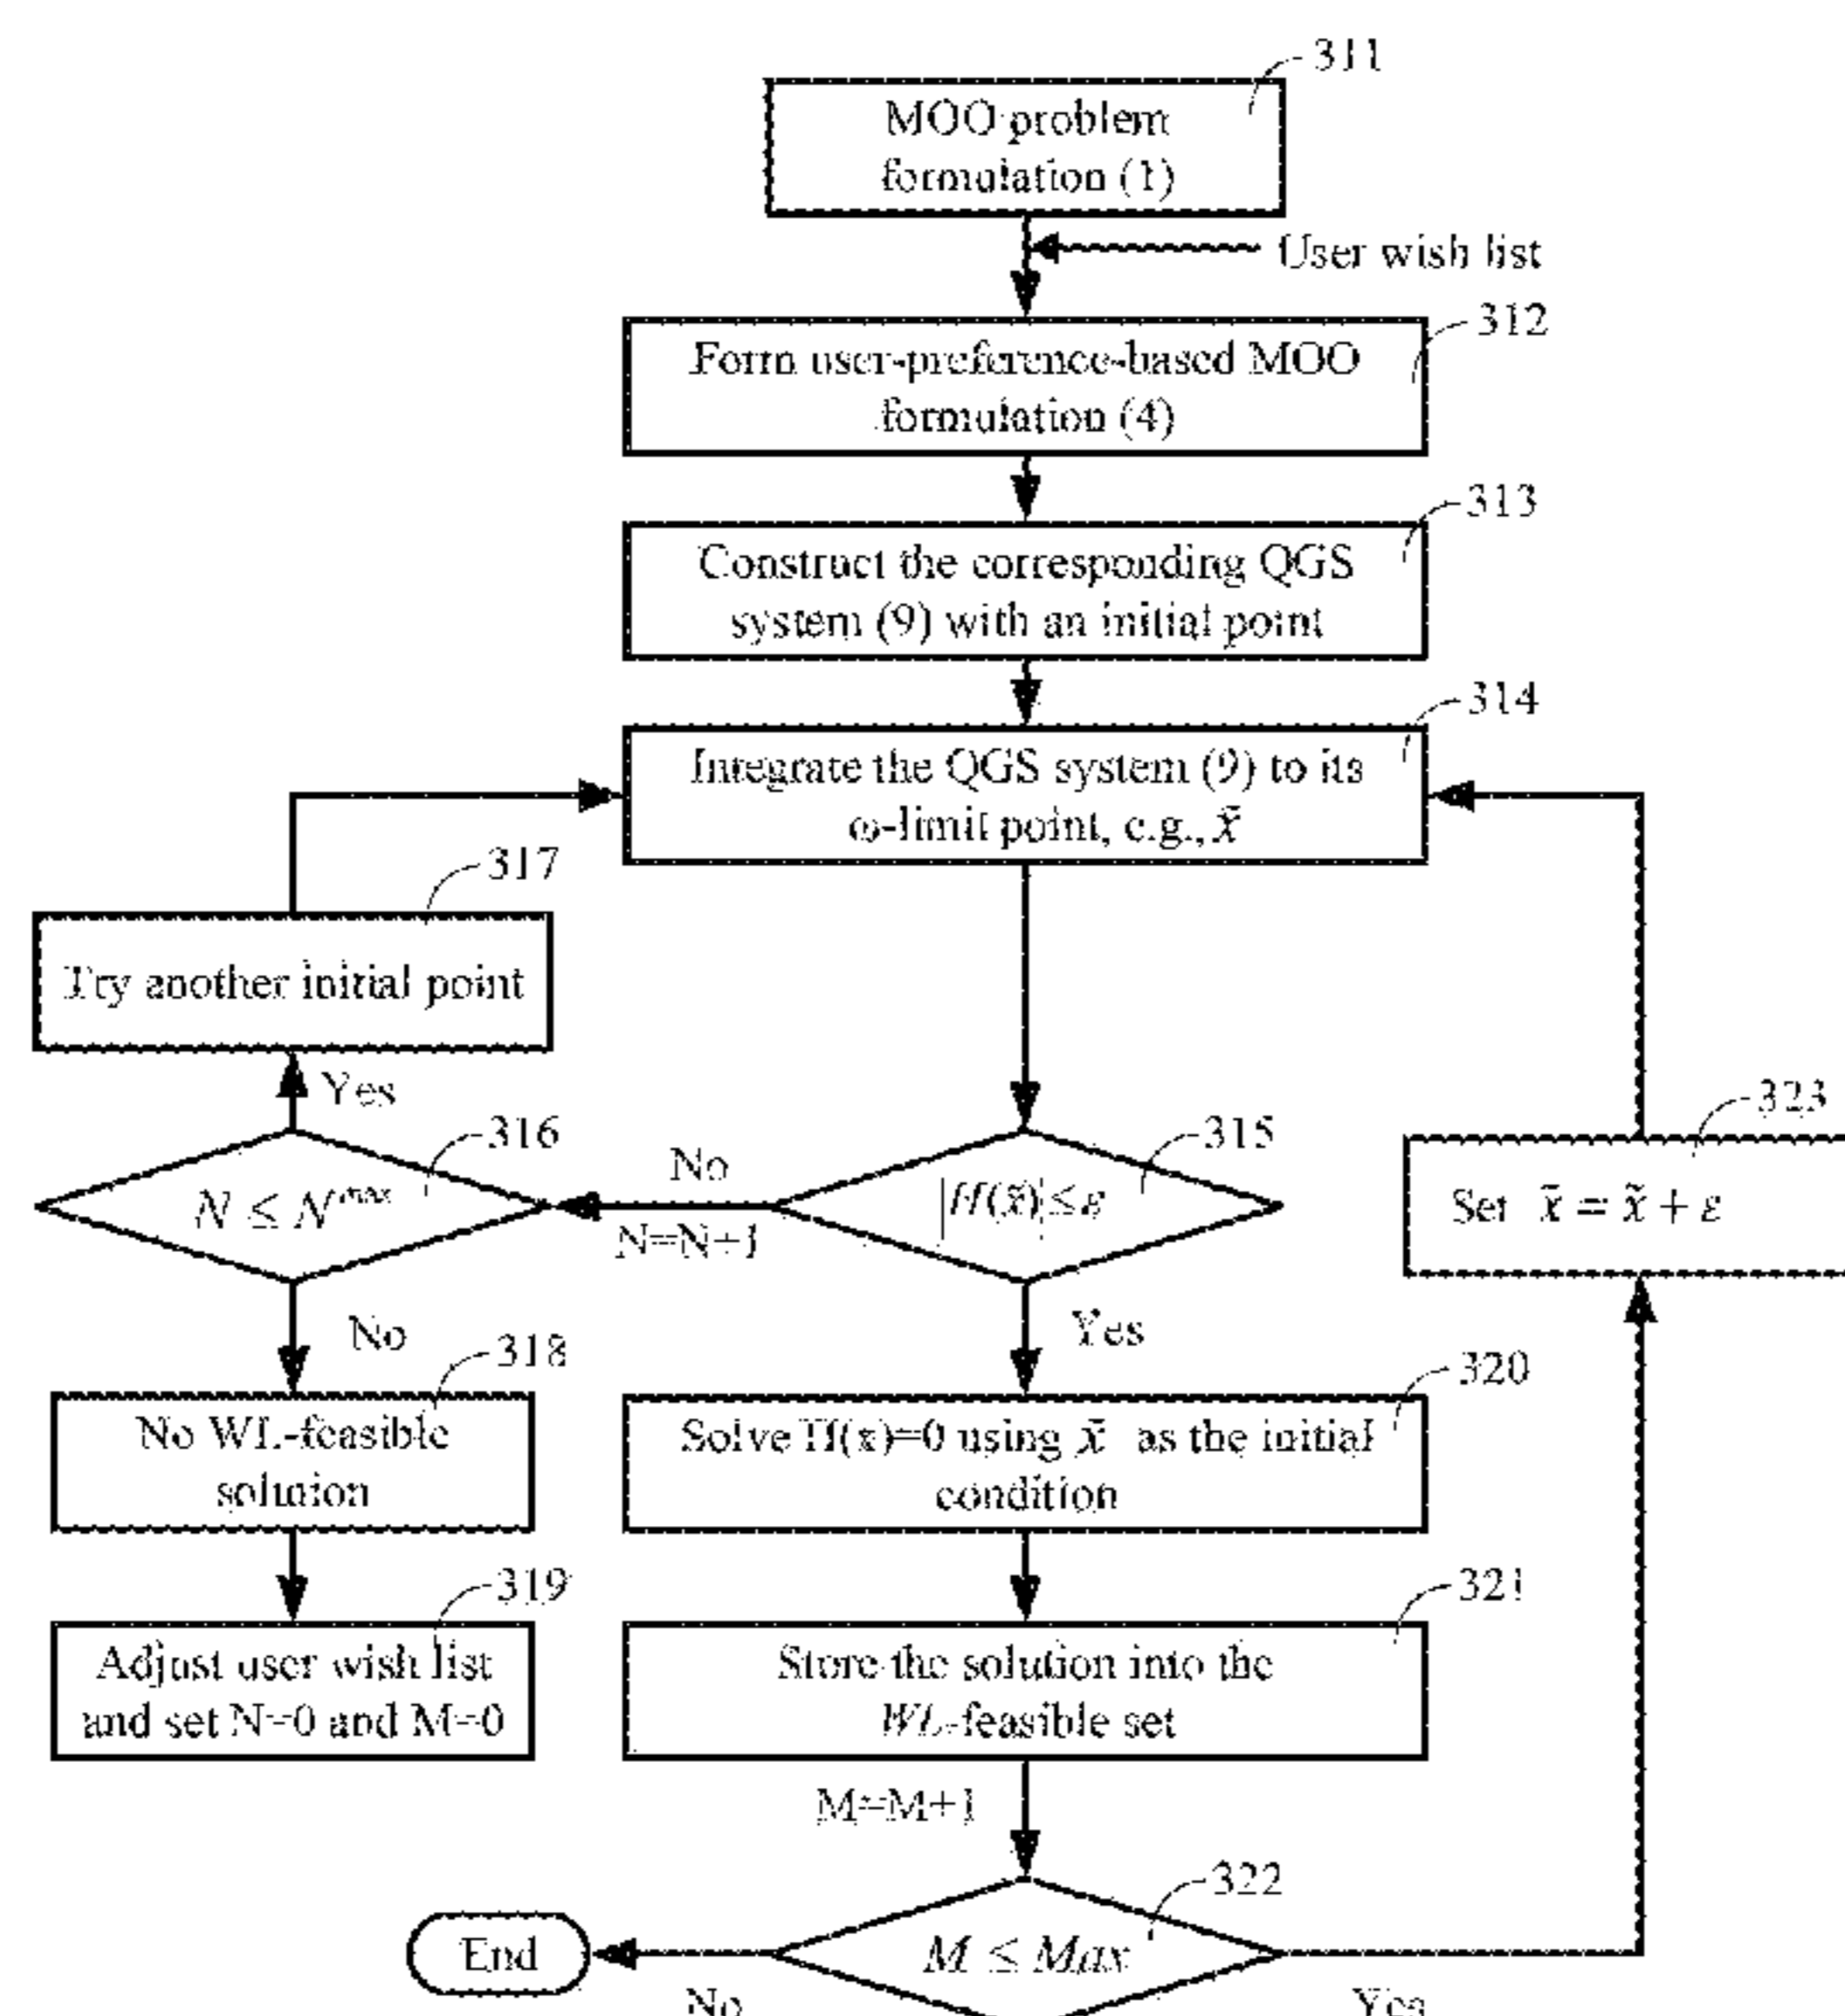 311
MOO problem
formulation (1)
User wish list
312
Form user-preference-based MOO
formulation (4)
313
Construct the corresponding QGS
system (9) with an initial point
314
Integrate the QGS system (9) to its
ω-limit point, e.g., x̃
317
Try another initial point
Yes
316
N ≤ N^max
No
N=N+1
315
|H(x̃)| ≤ ε
323
Set x̃ = x̃ + ε
No
318
No WL-feasible
solution
Yes
320
Solve H(x)=0 using x̃ as the initial
condition
319
Adjust user wish list
and set N=0 and M=0
321
Store the solution into the
WL-feasible set
M=M+1
322
M ≤ Max
End
No
Yes